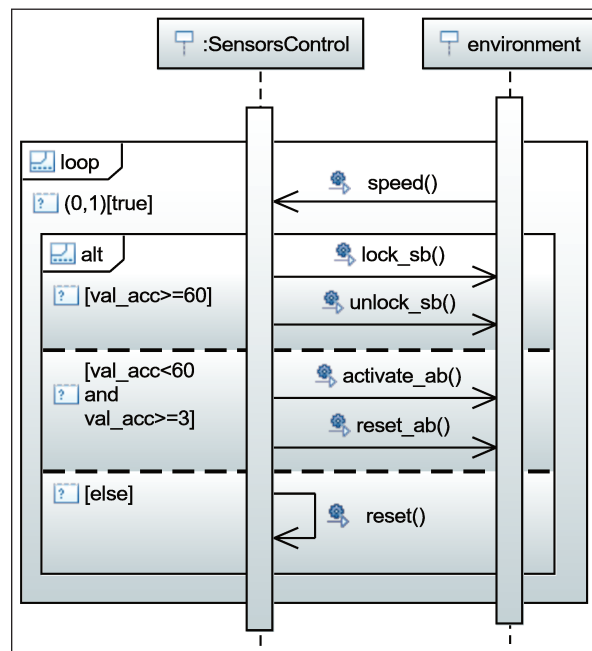 :SensorsControl
environment
loop
speed()
(0,1)[true]
alt
lock_sb()
[val_acc>=60]
unlock_sb()
[val_acc<60
and
val_acc>=3]
activate_ab()
reset_ab()
[else]
reset()